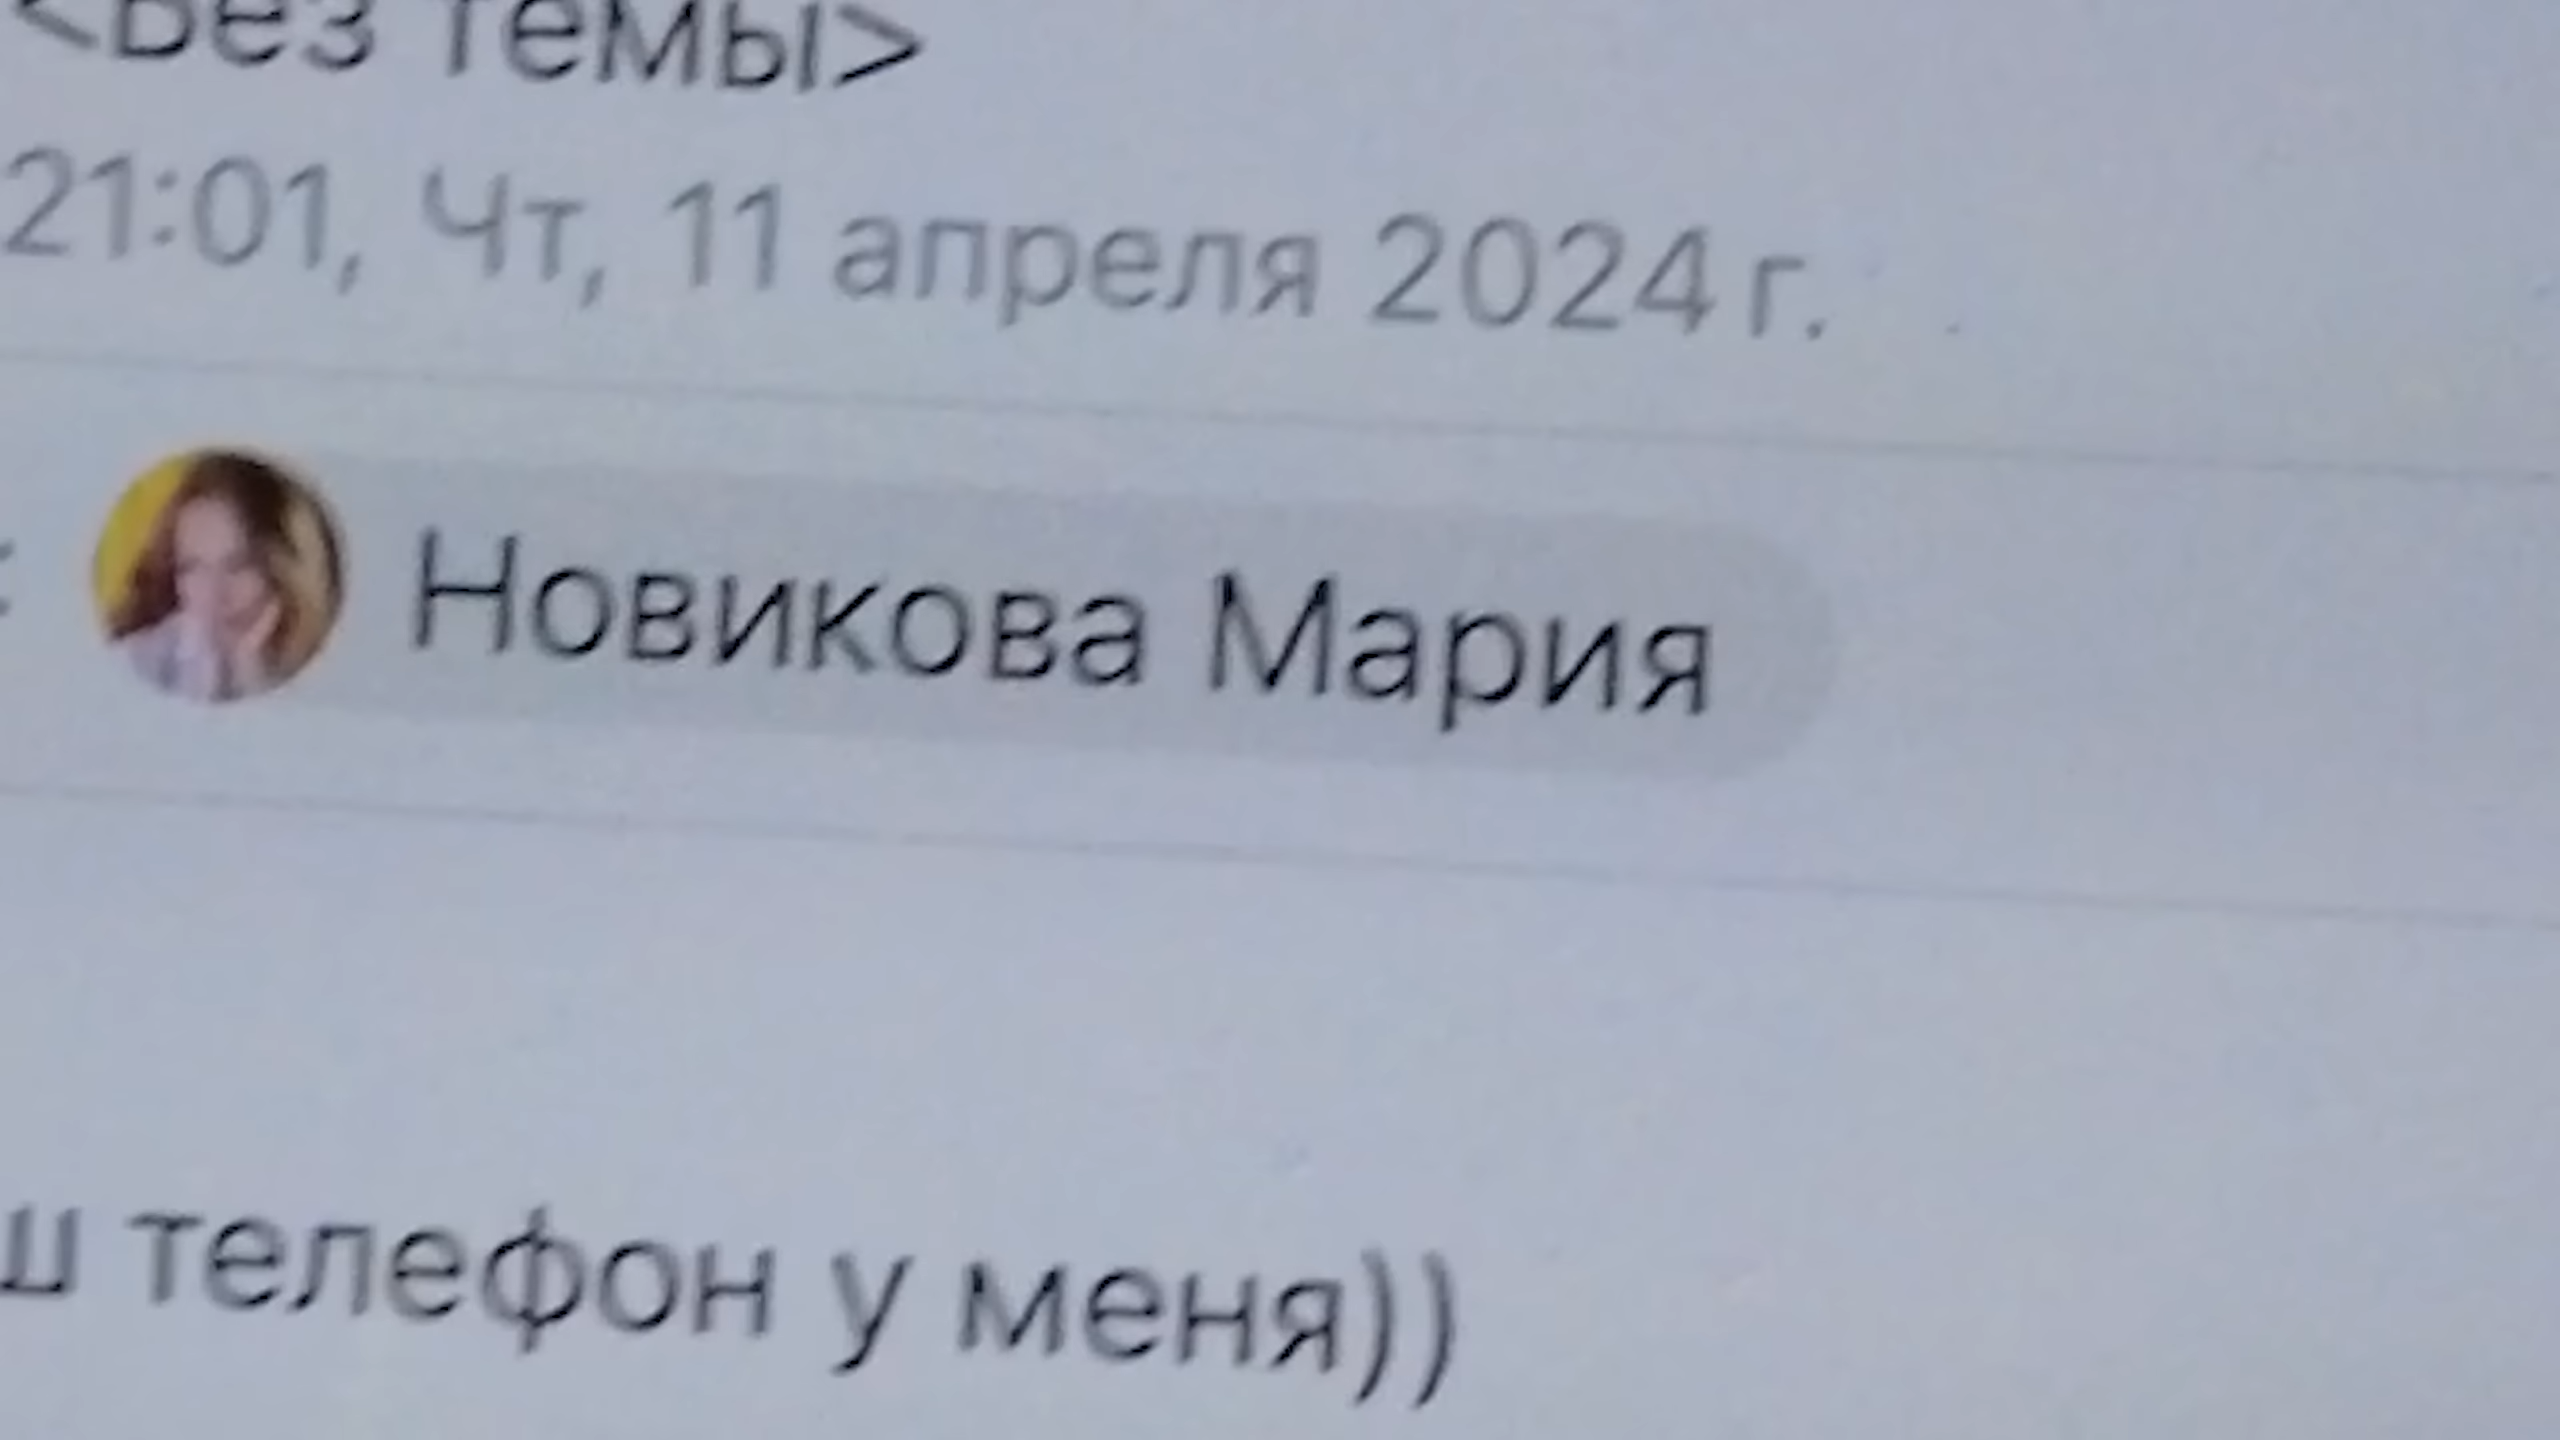 <Без темы>
21:01, Чт, 11 апреля 2024 г.
Новикова Мария
телефон у меня))